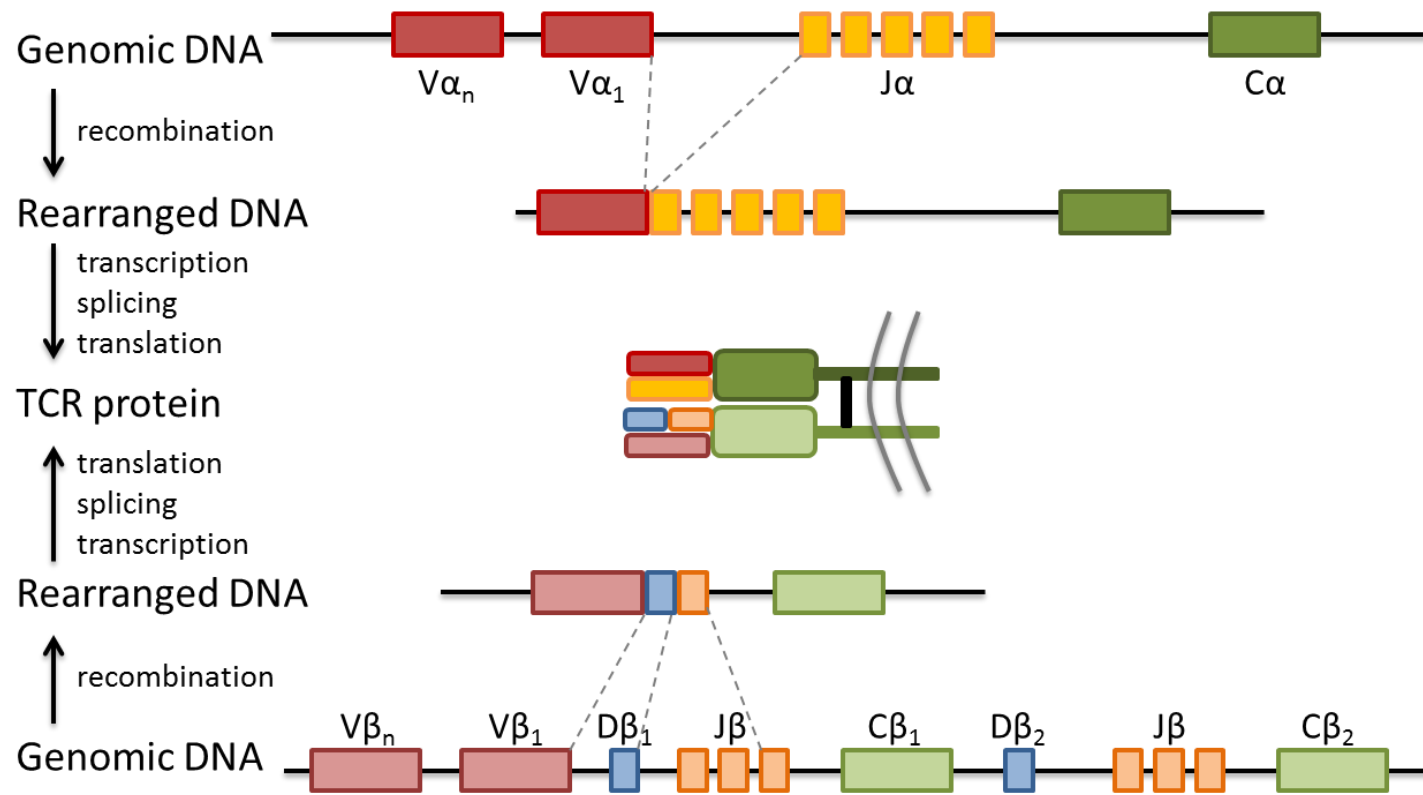 Genomic DNA
Vαn
Vα1
Jα
Cα
recombination
Rearranged DNA
transcription
splicing
translation
TCR protein
translation
splicing
transcription
Rearranged DNA
recombination
Vβn
Vβ1
Dβ1
Jβ
Cβ1
Dβ2
Jβ
Cβ2
Genomic DNA